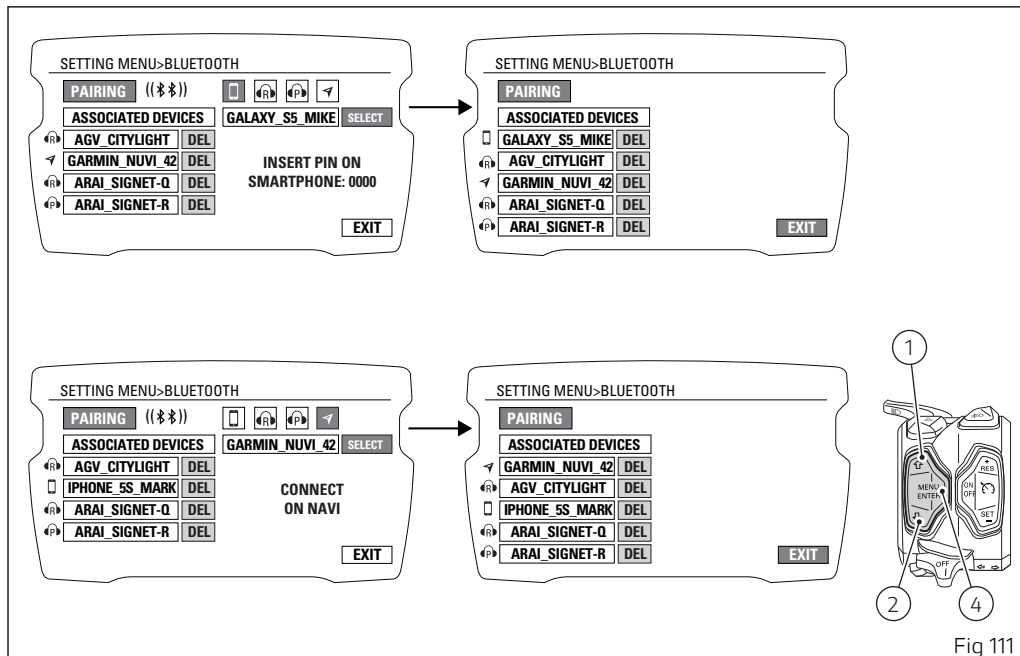 SETTING MENU>BLUETOOTH
PAIRING
ASSOCIATED DEVICES GALAXY_S5_MIKE SELECT
R AGV_CITYLIGHT DEL
GARMIN_NUVI_42 DEL
R ARAI_SIGNET-Q DEL
P ARAI_SIGNET-R DEL
R P
INSERT PIN ON
SMARTPHONE: 0000
EXIT
SETTING MENU>BLUETOOTH
PAIRING
ASSOCIATED DEVICES
GALAXY_S5_MIKE DEL
R AGV_CITYLIGHT DEL
GARMIN_NUVI_42 DEL
R ARAI_SIGNET-Q DEL
P ARAI_SIGNET-R DEL
EXIT
SETTING MENU>BLUETOOTH
PAIRING
ASSOCIATED DEVICES GARMIN_NUVI_42 SELECT
R AGV_CITYLIGHT DEL
IPHONE_5S_MARK DEL
R ARAI_SIGNET-Q DEL
P ARAI_SIGNET-R DEL
R P
CONNECT
ON NAVI
EXIT
SETTING MENU>BLUETOOTH
PAIRING
ASSOCIATED DEVICES
GARMIN_NUVI_42 DEL
R AGV_CITYLIGHT DEL
IPHONE_5S_MARK DEL
R ARAI_SIGNET-Q DEL
P ARAI_SIGNET-R DEL
EXIT
1
+
RES
MENU
ENTER
ON
OFF
SET
-
OFF
2
4
Fig 111